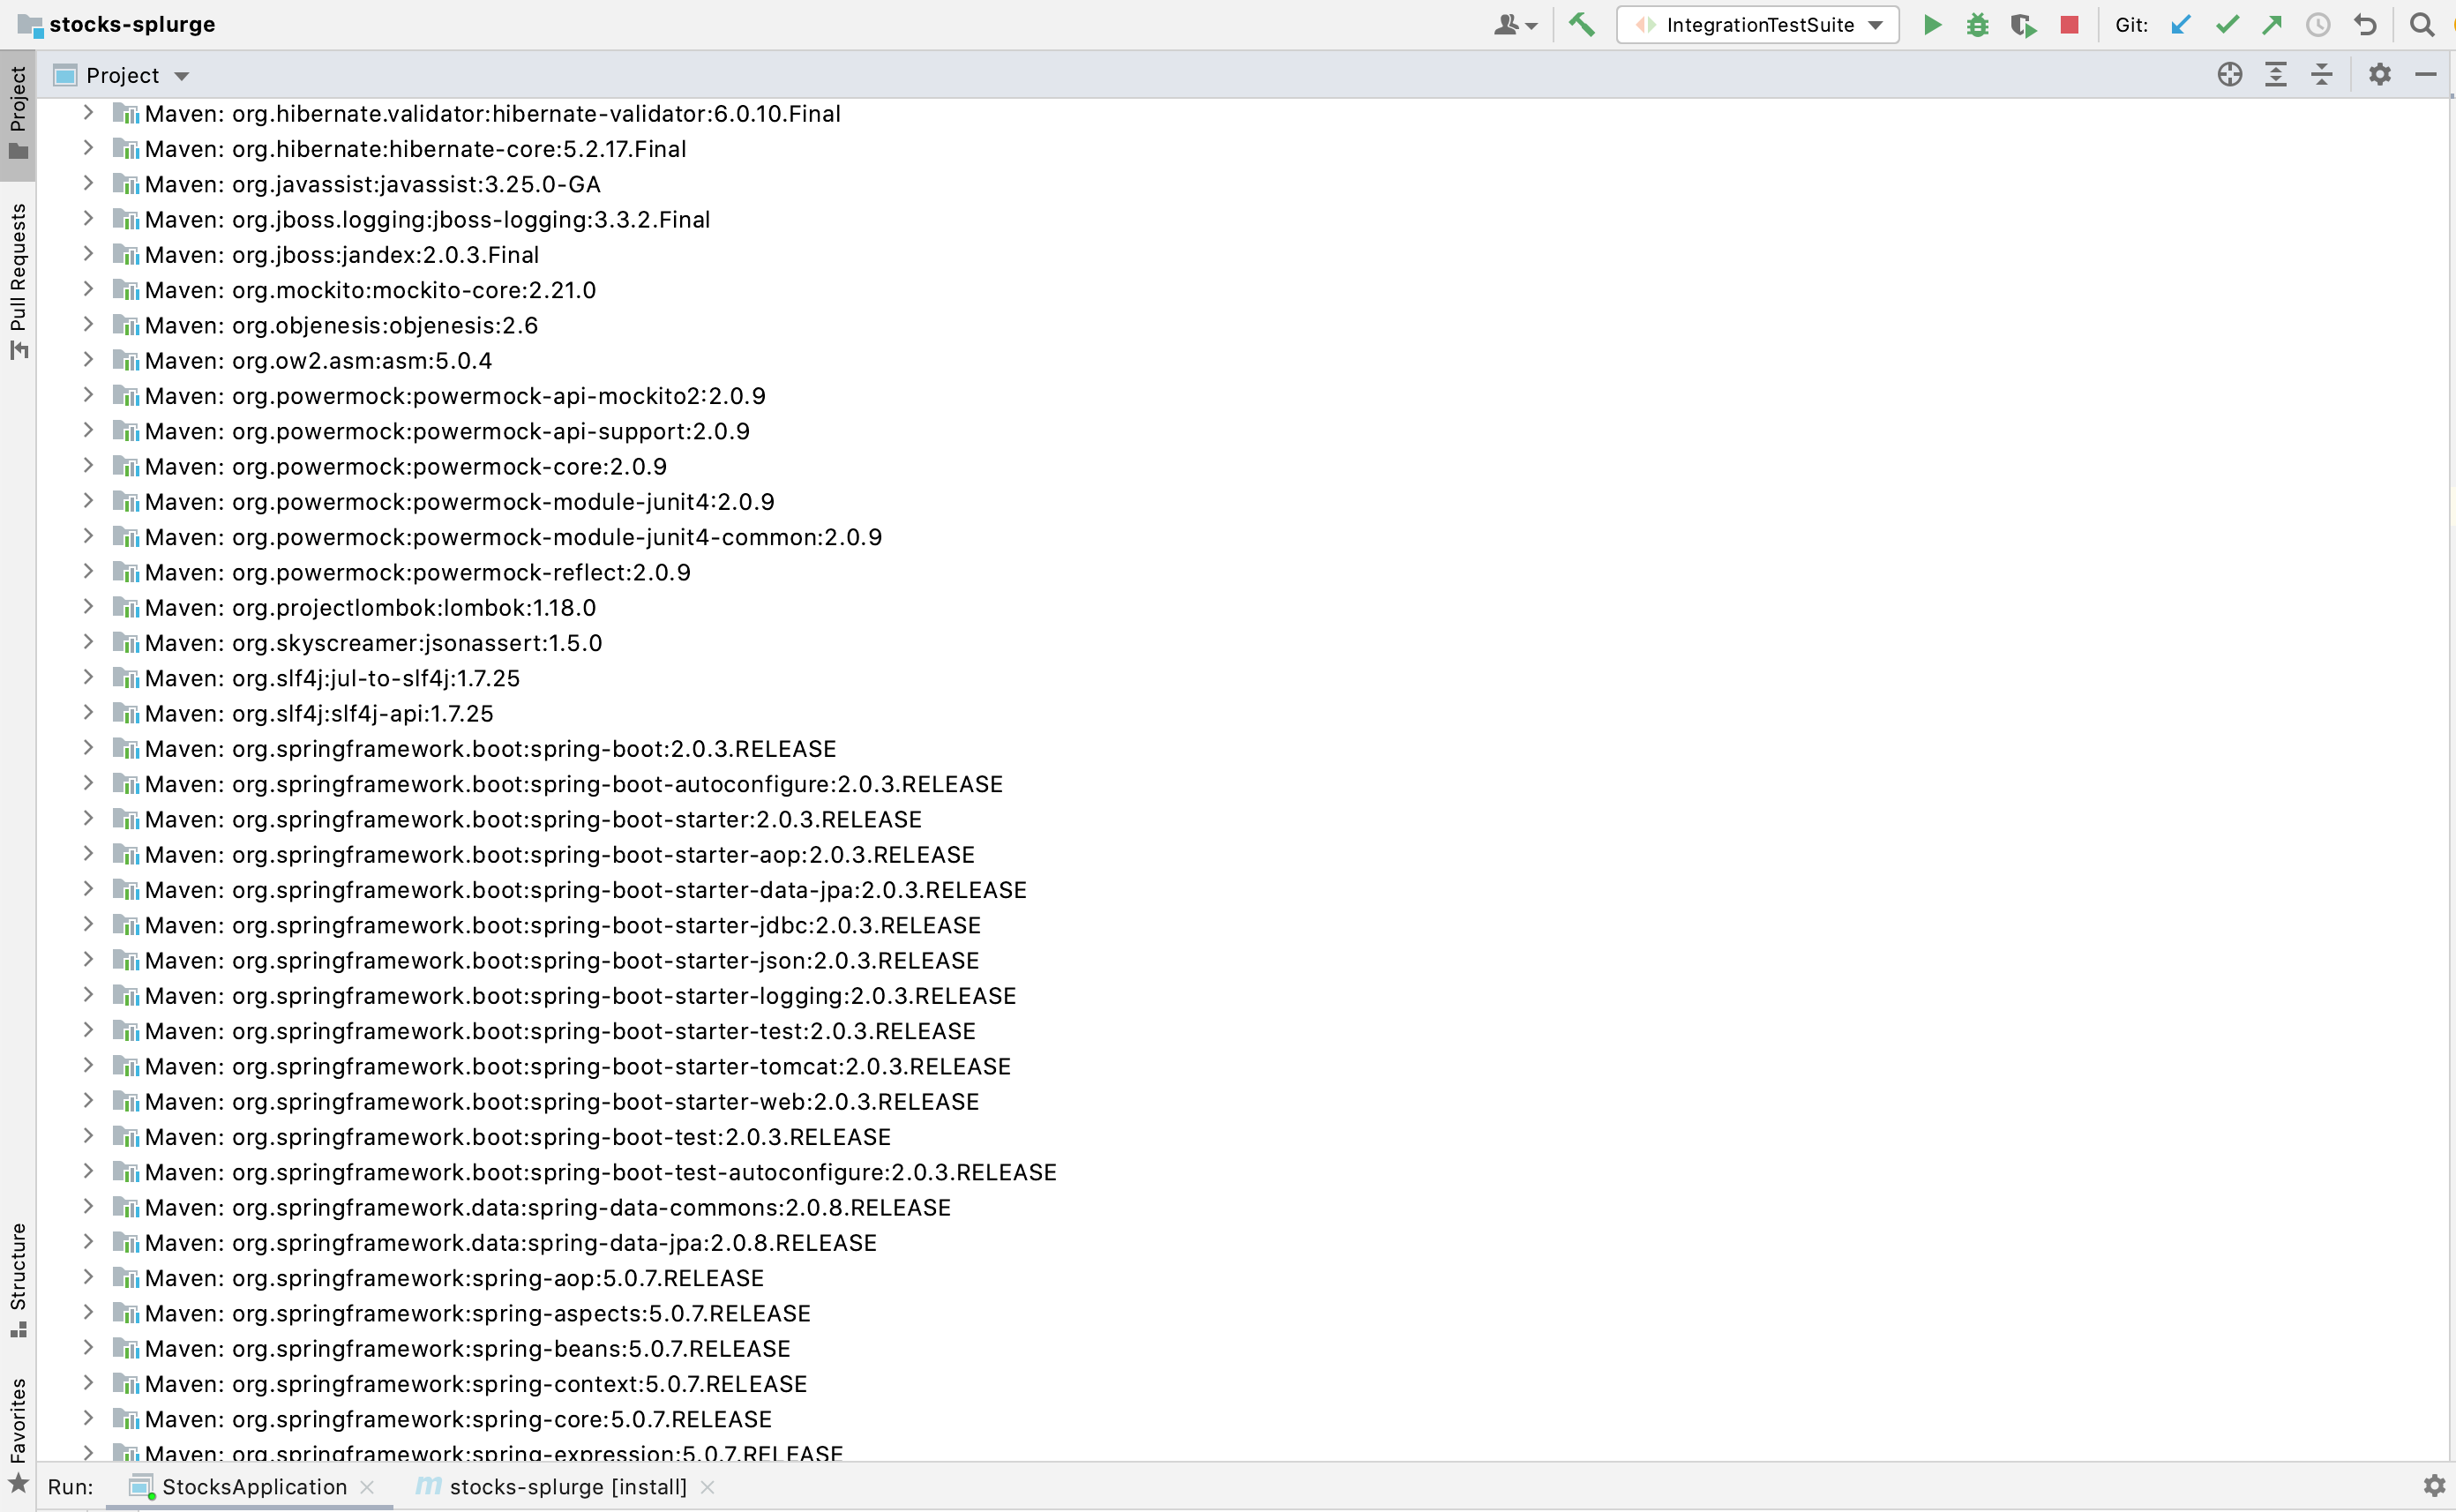 stocks-splurge
IntegrationTestSuite
Git:
Project
Project
Pull Requests
Structure
Favorites
Maven: org.hibernate.validator:hibernate-validator:6.0.10.Final
Maven: org.hibernate:hibernate-core:5.2.17.Final
Maven: org.javassist:javassist:3.25.0-GA
Maven: org.jboss.logging:jboss-logging:3.3.2.Final
Maven: org.jboss:jandex:2.0.3.Final
Maven: org.mockito:mockito-core:2.21.0
Maven: org.objenesis:objenesis:2.6
Maven: org.ow2.asm:asm:5.0.4
Maven: org.powermock:powermock-api-mockito2:2.0.9
Maven: org.powermock:powermock-api-support:2.0.9
Maven: org.powermock:powermock-core:2.0.9
Maven: org.powermock:powermock-module-junit4:2.0.9
Maven: org.powermock:powermock-module-junit4-common:2.0.9
Maven: org.powermock:powermock-reflect:2.0.9
Maven: org.projectlombok:lombok:1.18.0
Maven: org.skyscreamer:jsonassert:1.5.0
Maven: org.slf4j:jul-to-slf4j:1.7.25
Maven: org.slf4j:slf4j-api:1.7.25
Maven: org.springframework.boot:spring-boot:2.0.3.RELEASE
Maven: org.springframework.boot:spring-boot-autoconfigure:2.0.3.RELEASE
Maven: org.springframework.boot:spring-boot-starter:2.0.3.RELEASE
Maven: org.springframework.boot:spring-boot-starter-aop:2.0.3.RELEASE
Maven: org.springframework.boot:spring-boot-starter-data-jpa:2.0.3.RELEASE
Maven: org.springframework.boot:spring-boot-starter-jdbc:2.0.3.RELEASE
Maven: org.springframework.boot:spring-boot-starter-json:2.0.3.RELEASE
Maven: org.springframework.boot:spring-boot-starter-logging:2.0.3.RELEASE
Maven: org.springframework.boot:spring-boot-starter-test:2.0.3.RELEASE
Maven: org.springframework.boot:spring-boot-starter-tomcat:2.0.3.RELEASE
Maven: org.springframework.boot:spring-boot-starter-web:2.0.3.RELEASE
Maven: org.springframework.boot:spring-boot-test:2.0.3.RELEASE
Maven: org.springframework.boot:spring-boot-test-autoconfigure:2.0.3.RELEASE
Maven: org.springframework.data:spring-data-commons:2.0.8.RELEASE
Maven: org.springframework.data:spring-data-jpa:2.0.8.RELEASE
Maven: org.springframework:spring-aop:5.0.7.RELEASE
Maven: org.springframework:spring-aspects:5.0.7.RELEASE
Maven: org.springframework:spring-beans:5.0.7.RELEASE
Maven: org.springframework:spring-context:5.0.7.RELEASE
Maven: org.springframework:spring-core:5.0.7.RELEASE
Maven: org.springframework:spring-expression:5.0.7.RELEASE
Run:
StocksApplication
stocks-splurge [install]